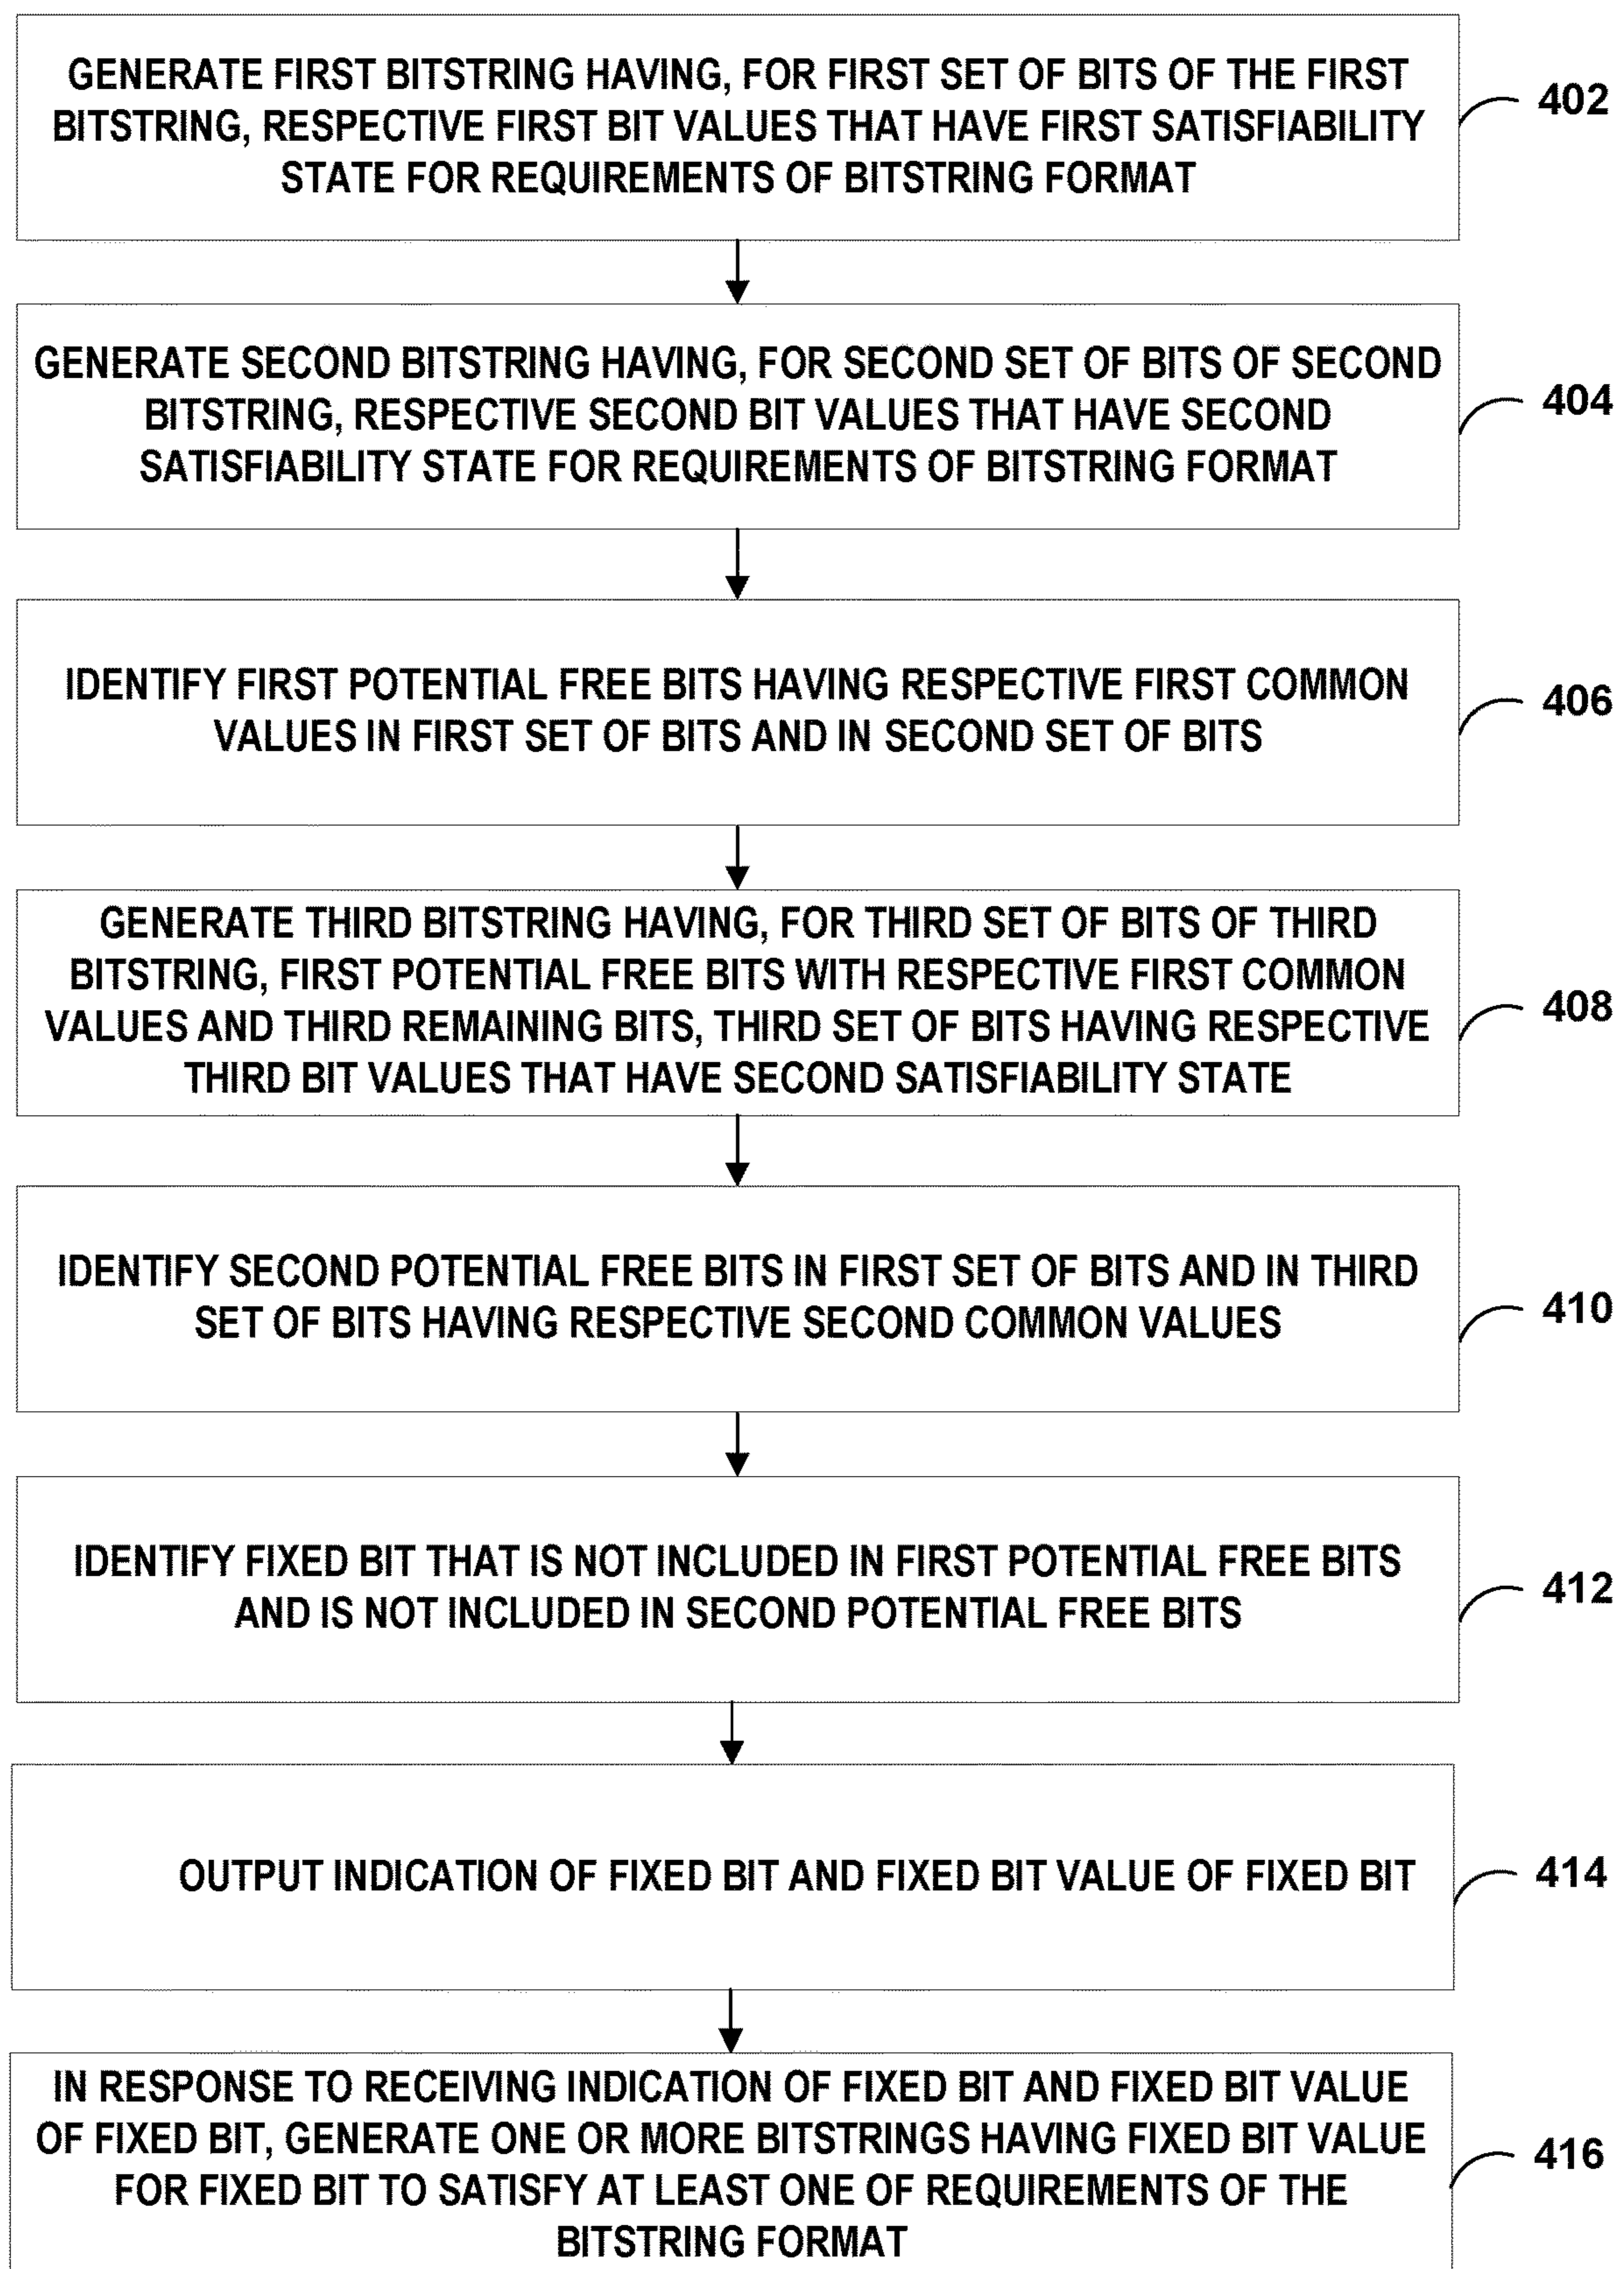 GENERATE FIRST BITSTRING HAVING, FOR FIRST SET OF BITS OF THE FIRST
BITSTRING, RESPECTIVE FIRST BIT VALUES THAT HAVE FIRST SATISFIABILITY
STATE FOR REQUIREMENTS OF BITSTRING FORMAT
402
GENERATE SECOND BITSTRING HAVING, FOR SECOND SET OF BITS OF SECOND
BITSTRING, RESPECTIVE SECOND BIT VALUES THAT HAVE SECOND
SATISFIABILITY STATE FOR REQUIREMENTS OF BITSTRING FORMAT
404
IDENTIFY FIRST POTENTIAL FREE BITS HAVING RESPECTIVE FIRST COMMON
VALUES IN FIRST SET OF BITS AND IN SECOND SET OF BITS
406
GENERATE THIRD BITSTRING HAVING, FOR THIRD SET OF BITS OF THIRD
BITSTRING, FIRST POTENTIAL FREE BITS WITH RESPECTIVE FIRST COMMON
VALUES AND THIRD REMAINING BITS, THIRD SET OF BITS HAVING RESPECTIVE
THIRD BIT VALUES THAT HAVE SECOND SATISFIABILITY STATE
408
IDENTIFY SECOND POTENTIAL FREE BITS IN FIRST SET OF BITS AND IN THIRD
SET OF BITS HAVING RESPECTIVE SECOND COMMON VALUES
410
IDENTIFY FIXED BIT THAT IS NOT INCLUDED IN FIRST POTENTIAL FREE BITS
AND IS NOT INCLUDED IN SECOND POTENTIAL FREE BITS
412
OUTPUT INDICATION OF FIXED BIT AND FIXED BIT VALUE OF FIXED BIT
414
IN RESPONSE TO RECEIVING INDICATION OF FIXED BIT AND FIXED BIT VALUE
OF FIXED BIT, GENERATE ONE OR MORE BITSTRINGS HAVING FIXED BIT VALUE
FOR FIXED BIT TO SATISFY AT LEAST ONE OF REQUIREMENTS OF THE
BITSTRING FORMAT
416